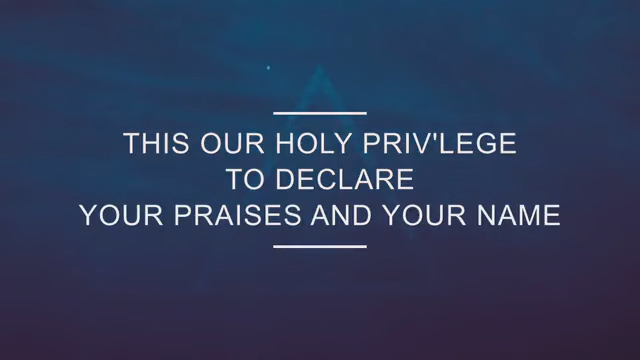 THIS OUR HOLY PRIV'LEGE
TO DECLARE
YOUR PRAISES AND YOUR NAME